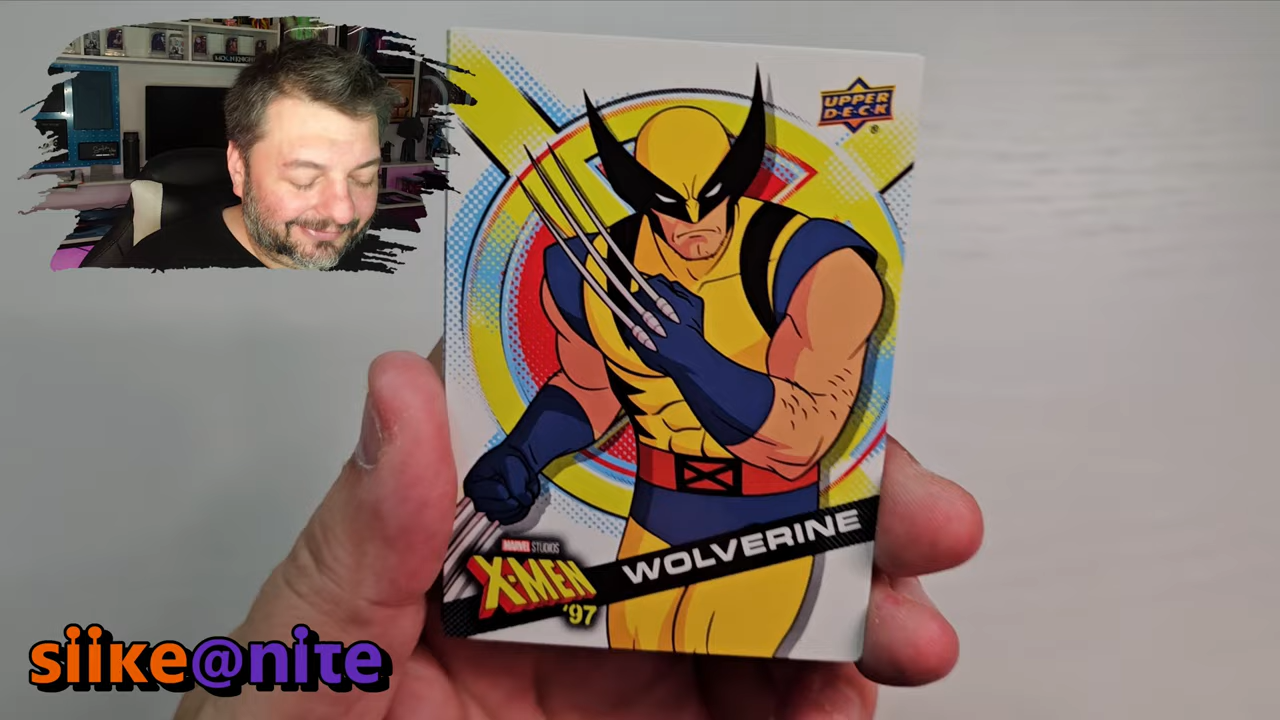 UPPER
DECK
®
MARVEL STUDIOS
X-MEN
'97
WOLVERINE
siike@nite